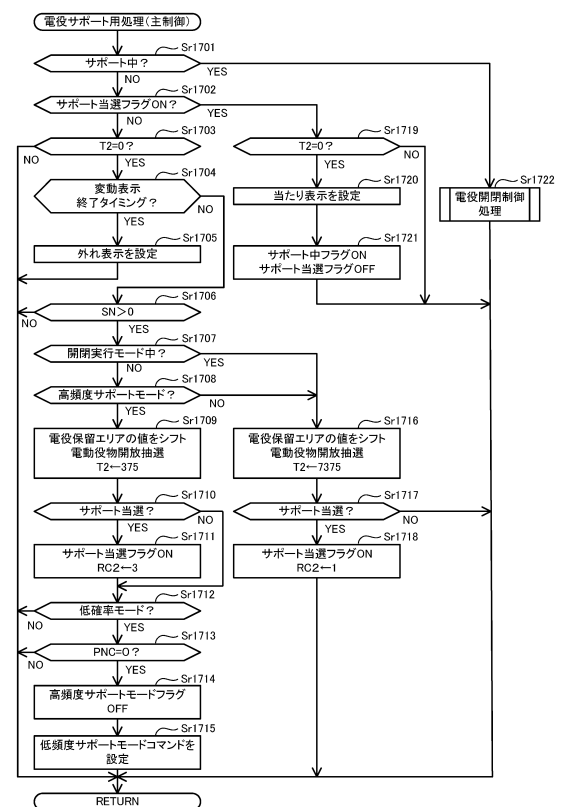 電役サポート用処理(主制御)
Sr1701
サポート中?
YES
NO
Sr1702
サポート当選フラグON?
YES
NO
Sr1703
T2=0?
NO
YES
Sr1704
変動表示
終了タイミング?
NO
YES
Sr1705
外れ表示を設定
Sr1719
T2=0?
NO
YES
Sr1720
当たり表示を設定
Sr1721
サポート中フラグON
サポート当選フラグOFF
Sr1722
電役開閉制御
処理
Sr1706
SN>0
NO
YES
Sr1707
開閉実行モード中?
YES
NO
Sr1708
高頻度サポートモード?
NO
YES
Sr1709
電役保留エリアの値をシフト
電動役物開放抽選
T2←375
Sr1710
サポート当選?
NO
YES
Sr1711
サポート当選フラグON
RC2←3
Sr1716
電役保留エリアの値をシフト
電動役物開放抽選
T2←7375
Sr1717
サポート当選?
NO
YES
Sr1718
サポート当選フラグON
RC2←1
Sr1712
低確率モード?
NO
YES
Sr1713
PNC=0?
NO
YES
Sr1714
高頻度サポートモードフラグ
OFF
Sr1715
低頻度サポートモードコマンドを
設定
RETURN